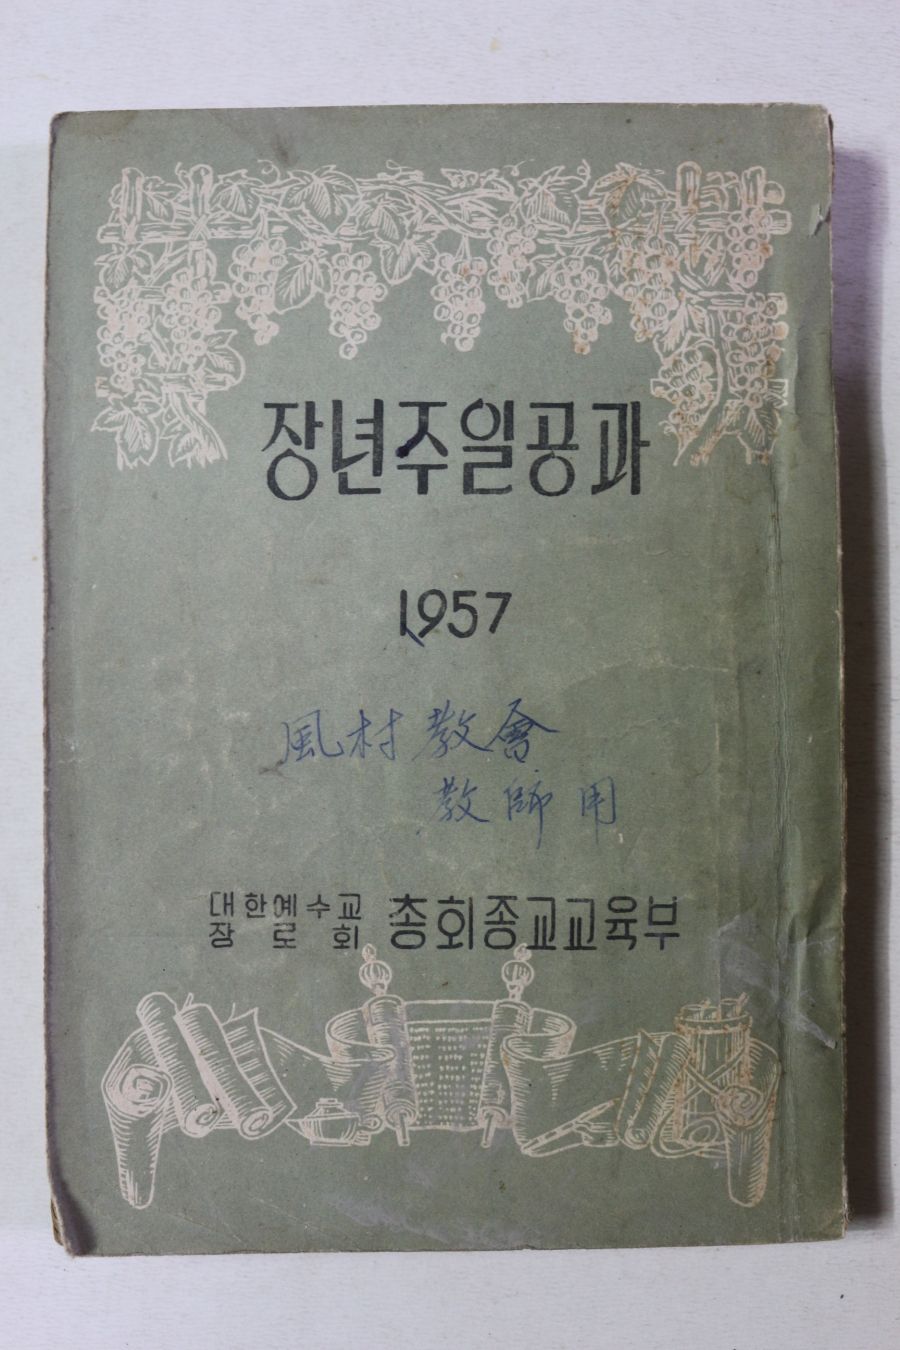 장년주일공과
1957
風村教會
教師用
대한예수교
장로회 총회종교교육부